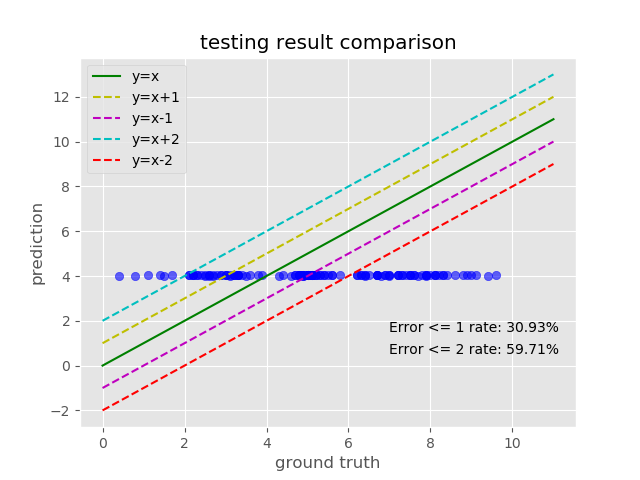 testing result comparison
y=x
y=x+1
y=x-1
y=x+2
y=x-2
12
10
8
6
4
2
0
−2
prediction
Error <= 1 rate: 30.93%
Error <= 2 rate: 59.71%
0 2 4 6 8 10
ground truth